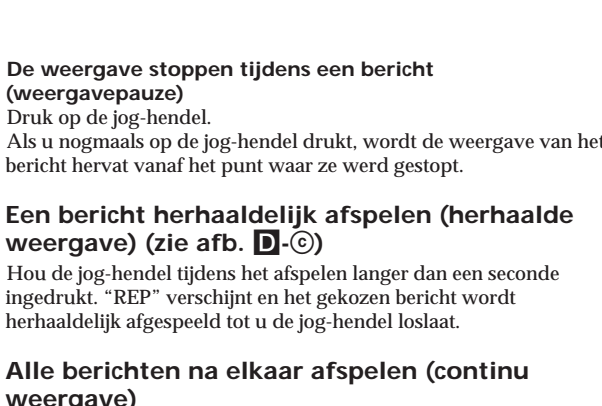 De weergave stoppen tijdens een bericht
(weergavepauze)
Druk op de jog-hendel.
Als u nogmaals op de jog-hendel drukt, wordt de weergave van het
bericht hervat vanaf het punt waar ze werd gestopt.
Een bericht herhaaldelijk afspelen (herhaalde
weergave) (zie afb. D-ⓒ)
Hou de jog-hendel tijdens het afspelen langer dan een seconde
ingedrukt. “REP” verschijnt en het gekozen bericht wordt
herhaaldelijk afgespeeld tot u de jog-hendel loslaat.
Alle berichten na elkaar afspelen (continu
weergave)